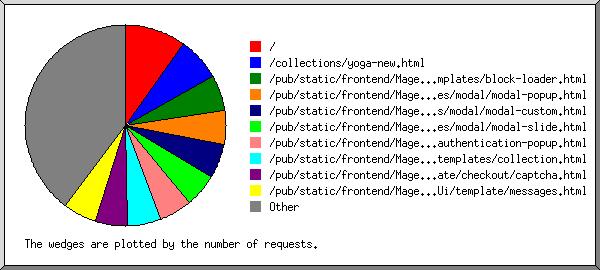 /
/collections/yoga-new.html
/pub/static/frontend/Mage...mplates/block-loader.html
/pub/static/frontend/Mage...es/modal/modal-popup.html
/pub/static/frontend/Mage...s/modal/modal-custom.html
/pub/static/frontend/Mage...es/modal/modal-slide.html
/pub/static/frontend/Mage...authentication-popup.html
/pub/static/frontend/Mage...templates/collection.html
/pub/static/frontend/Mage...ate/checkout/captcha.html
/pub/static/frontend/Mage...Ui/template/messages.html
Other
The wedges are plotted by the number of requests.